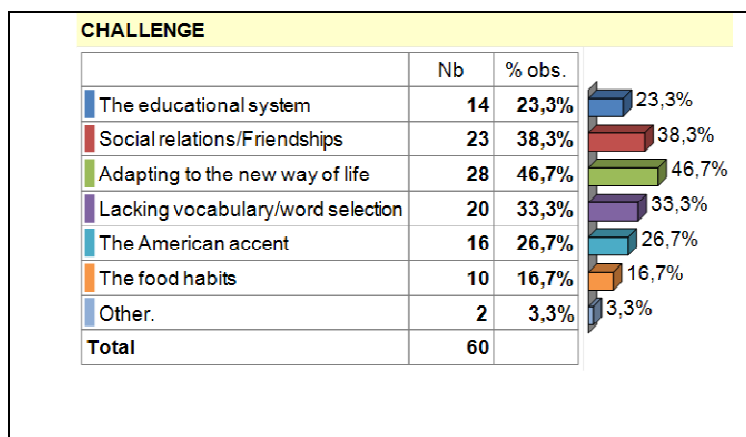 CHALLENGE
Nb % obs.
The educational system 14 23,3% 23,3%
Social relations/Friendships 23 38,3% 38,3%
Adapting to the new way of life 28 46,7% 46,7%
Lacking vocabulary/word selection 20 33,3% 33,3%
The American accent 16 26,7% 26,7%
The food habits 10 16,7% 16,7%
Other. 2 3,3% 3,3%
Total 60